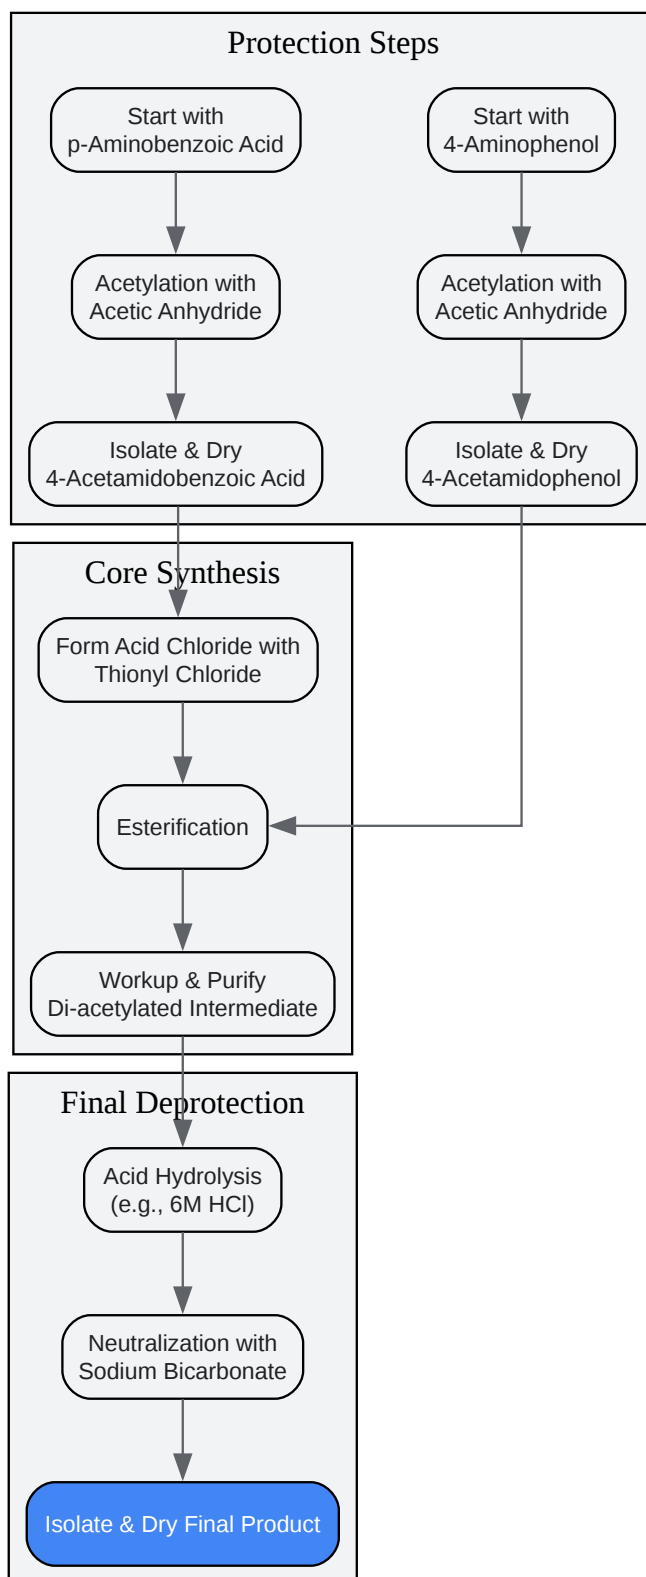 Protection Steps
Start with
p-Aminobenzoic Acid
Start with
4-Aminophenol
Acetylation with
Acetic Anhydride
Acetylation with
Acetic Anhydride
Isolate & Dry
4-Acetamidobenzoic Acid
Isolate & Dry
4-Acetamidophenol
Core Synthesis
Form Acid Chloride with
Thionyl Chloride
Esterification
Workup & Purify
Di-acetylated Intermediate
Final Deprotection
Acid Hydrolysis
(e.g., 6M HCl)
Neutralization with
Sodium Bicarbonate
Isolate & Dry Final Product